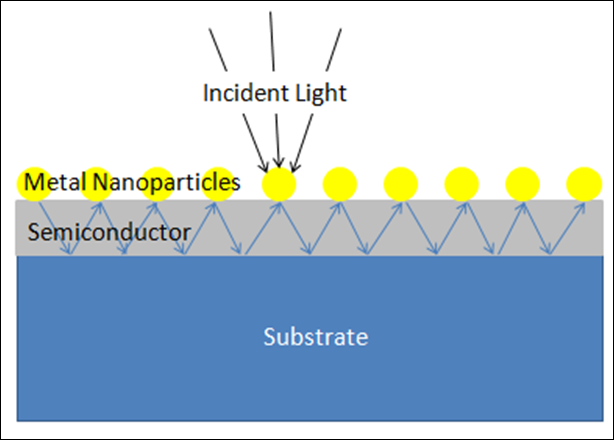 Incident Light
Metal Nanoparticles
Semiconductor
Substrate